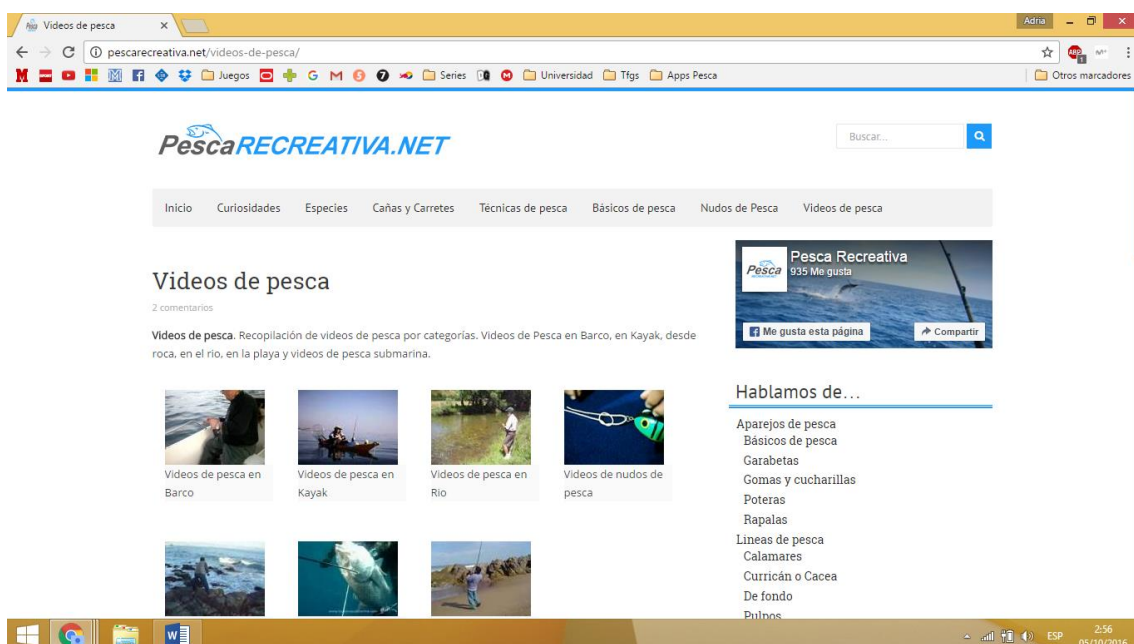 Videos de pesca
Adria
pescarecreativa.net/videos-de-pesca/
Juegos
Series
Universidad
Tfgs
Apps Pesca
Otros marcadores
PescaRECREATIVA.NET
Buscar...
Inicio Curiosidades Especies Cañas y Carretes Técnicas de pesca Básicos de pesca Nudos de Pesca Videos de pesca
Videos de pesca
2 comentarios
Videos de pesca. Recopilación de videos de pesca por categorías. Videos de Pesca en Barco, en Kayak, desde
roca, en el rio, en la playa y videos de pesca submarina.
Videos de pesca en
Barco
Videos de pesca en
Kayak
Videos de pesca en
Rio
Videos de nudos de
pesca
Pesca
Pesca Recreativa
935 Me gusta
Me gusta esta página
Compartir
Hablamos de...
Aparejos de pesca
Básicos de pesca
Garabetas
Gomas y cucharillas
Poteras
Rapalas
Lineas de pesca
Calamares
Curricán o Cacea
De fondo
Pulpos
ESP
2:56
05/10/2016